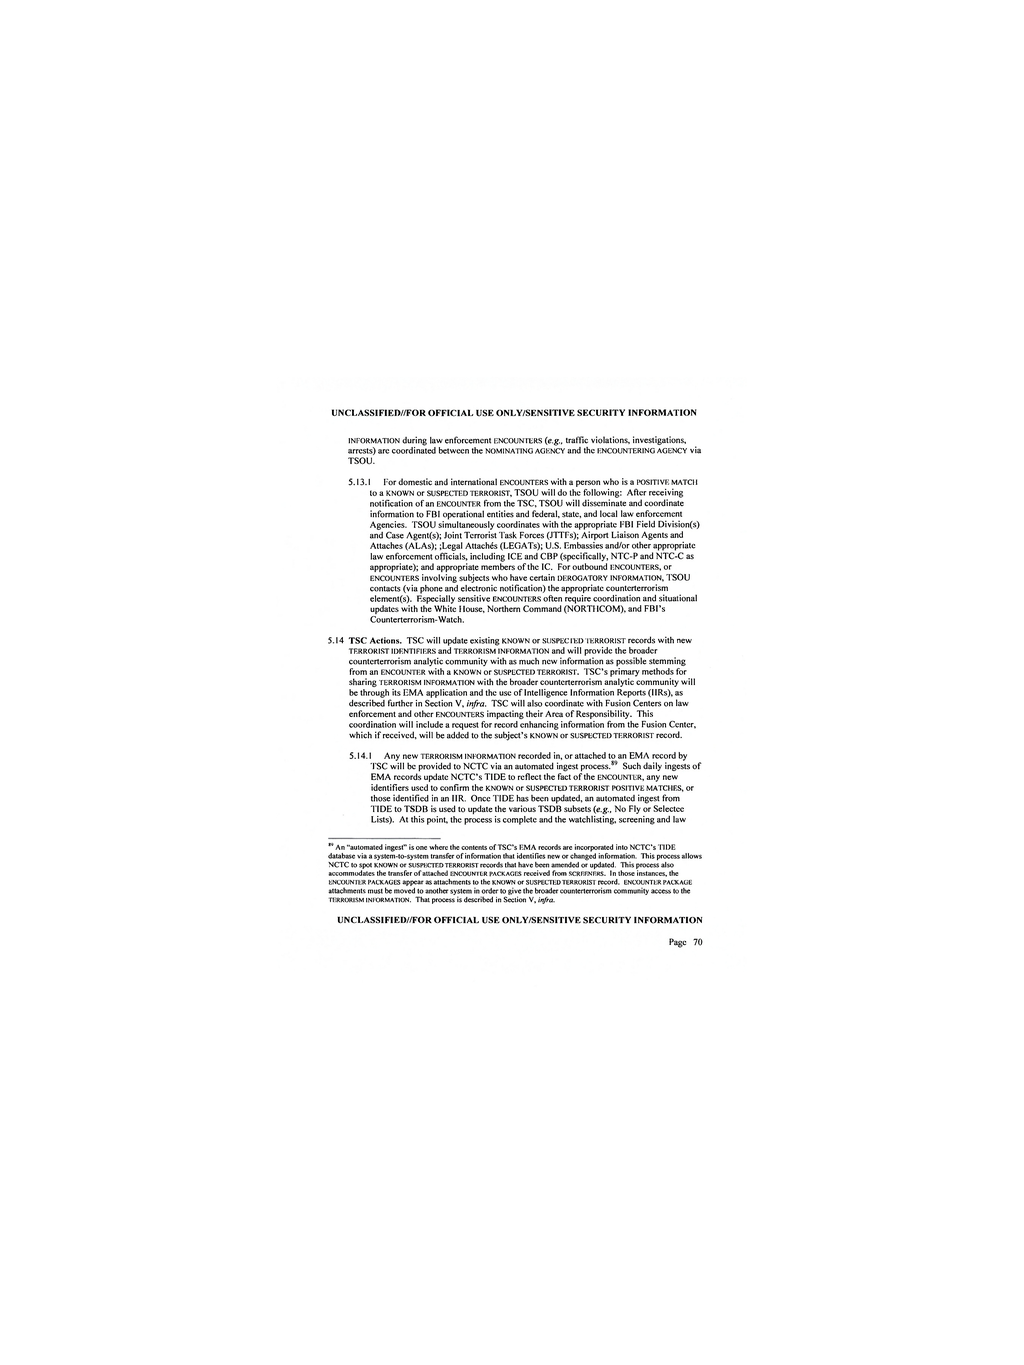 UNCLASSIFIED//FOR OFFICIAL USE ONLY/SENSITIVE SECURITY INFORMATION
INFORMATION during law enforcement ENCOUNTERS (e.g., traffic violations, investigations,
arrests) are coordinated between the NOMINATING AGENCY and the ENCOUNTERING AGENCY via
TSOU.
5.13.1 For domestic and international ENCOUNTERS with a person who is a POSITIVE MATCH
to a KNOWN or SUSPECTED TERRORIST, TSOU will do the following: After receiving
notification of an ENCOUNTER from the TSC, TSOU will disseminate and coordinate
information to FBI operational entities and federal, state, and local law enforcement
Agencies. TSOU simultaneously coordinates with the appropriate FBI Field Division(s)
and Case Agent(s); Joint Terrorist Task Forces (JTTFs); Airport Liaison Agents and
Attaches (ALAs); ;Legal Attachés (LEGATs); U.S. Embassies and/or other appropriate
law enforcement officials, including ICE and CBP (specifically, NTC-P and NTC-C as
appropriate); and appropriate members of the IC. For outbound ENCOUNTERS, or
ENCOUNTERS involving subjects who have certain DEROGATORY INFORMATION, TSOU
contacts (via phone and electronic notification) the appropriate counterterrorism
element(s). Especially sensitive ENCOUNTERS often require coordination and situational
updates with the White House, Northern Command (NORTHCOM), and FBI's
Counterterrorism-Watch.
5.14 TSC Actions. TSC will update existing KNOWN or SUSPECTED TERRORIST records with new
TERRORIST IDENTIFIERS and TERRORISM INFORMATION and will provide the broader
counterterrorism analytic community with as much new information as possible stemming
from an ENCOUNTER with a KNOWN or SUSPECTED TERRORIST. TSC's primary methods for
sharing TERRORISM INFORMATION with the broader counterterrorism analytic community will
be through its EMA application and the use of Intelligence Information Reports (IIRs), as
described further in Section V, infra. TSC will also coordinate with Fusion Centers on law
enforcement and other ENCOUNTERS impacting their Area of Responsibility. This
coordination will include a request for record enhancing information from the Fusion Center,
which if received, will be added to the subject's KNOWN or SUSPECTED TERRORIST record.
5.14.1 Any new TERRORISM INFORMATION recorded in, or attached to an EMA record by
TSC will be provided to NCTC via an automated ingest process.89 Such daily ingests of
EMA records update NCTC's TIDE to reflect the fact of the ENCOUNTER, any new
identifiers used to confirm the KNOWN or SUSPECTED TERRORIST POSITIVE MATCHES, or
those identified in an IIR. Once TIDE has been updated, an automated ingest from
TIDE to TSDB is used to update the various TSDB subsets (e.g., No Fly or Selectee
Lists). At this point, the process is complete and the watchlisting, screening and law
89 An "automated ingest" is one where the contents of TSC's EMA records are incorporated into NCTC's TIDE
database via a system-to-system transfer of information that identifies new or changed information. This process allows
NCTC to spot KNOWN or SUSPECTED TERRORIST records that have been amended or updated. This process also
accommodates the transfer of attached ENCOUNTER PACKAGES received from SCREENERS. In those instances, the
ENCOUNTER PACKAGES appear as attachments to the KNOWN or SUSPECTED TERRORIST record. ENCOUNTER PACKAGE
attachments must be moved to another system in order to give the broader counterterrorism community access to the
TERRORISM INFORMATION. That process is described in Section V, infra.
UNCLASSIFIED//FOR OFFICIAL USE ONLY/SENSITIVE SECURITY INFORMATION
Page 70